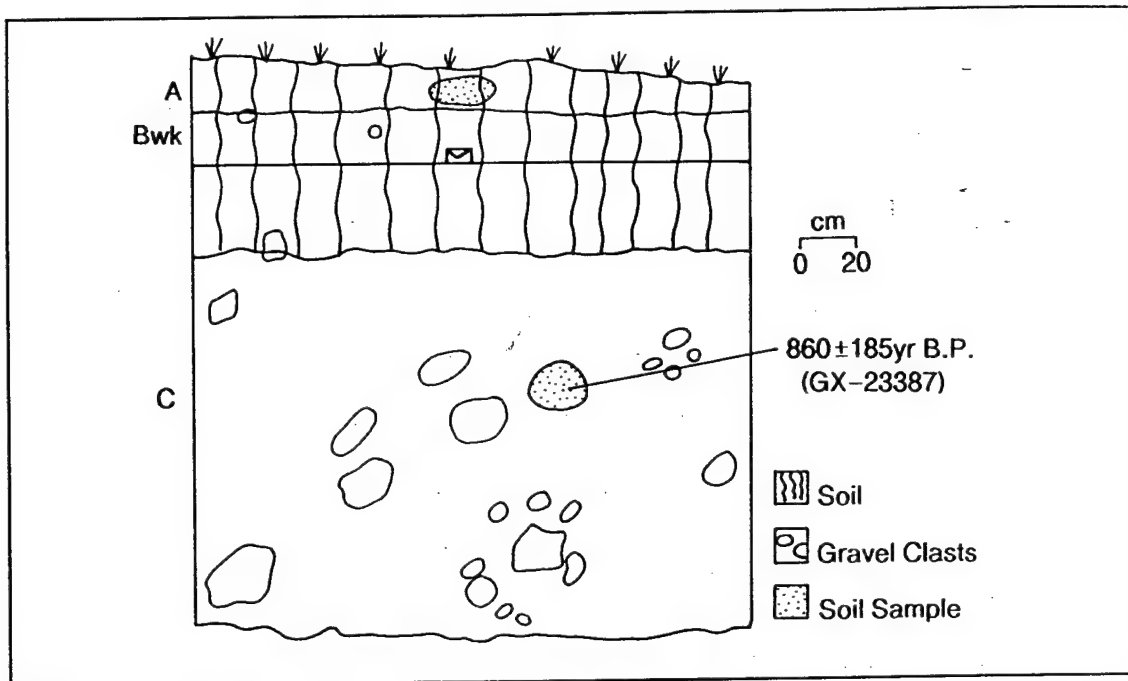 A
Bwk
cm
0 20
860±185yr B.P.
(GX-23387)
C
Soil
Gravel Clasts
Soil Sample